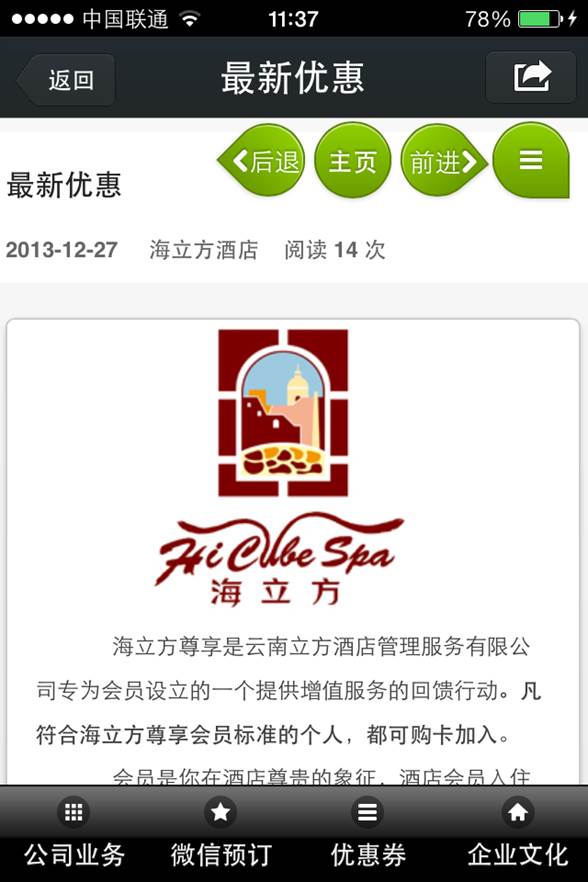 中国联通 11:37 78%
返回 最新优惠
后退 主页 前进
最新优惠
2013-12-27 海立方酒店 阅读 14 次
Hi Cube Spa
海立方
海立方尊享是云南立方酒店管理服务有限公
司专为会员设立的一个提供增值服务的回馈行动。凡
符合海立方尊享会员标准的个人，都可购卡加入。
会员是你在酒店尊贵的象征，酒店会员入住
公司业务 微信预订 优惠券 企业文化